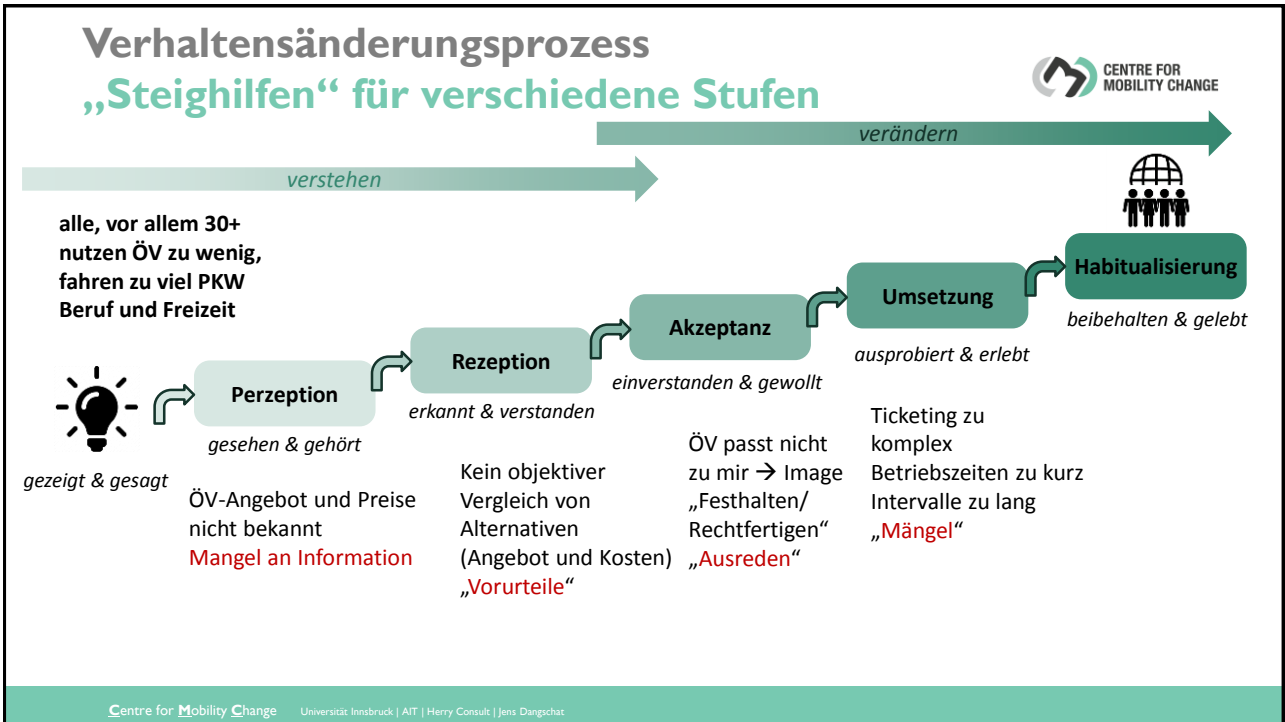 Verhaltensänderungsprozess
„Steighilfen“ für verschiedene Stufen
CENTRE FOR
MOBILITY CHANGE
verändern
verstehen
alle, vor allem 30+
nutzen ÖV zu wenig,
fahren zu viel PKW
Beruf und Freizeit
gezeigt & gesagt
Perzeption
gesehen & gehört
ÖV-Angebot und Preise
nicht bekannt
Mangel an Information
Rezeption
erkannt & verstanden
Kein objektiver
Vergleich von
Alternativen
(Angebot und Kosten)
„Vorurteile“
Akzeptanz
einverstanden & gewollt
ÖV passt nicht
zu mir → Image
„Festhalten/
Rechtfertigen“
„Ausreden“
Umsetzung
ausprobiert & erlebt
Ticketing zu
komplex
Betriebszeiten zu kurz
Intervalle zu lang
„Mängel“
Habitualisierung
beibehalten & gelebt
Centre for Mobility Change Universität Innsbruck | AIT | Herry Consult | Jens Dangschat